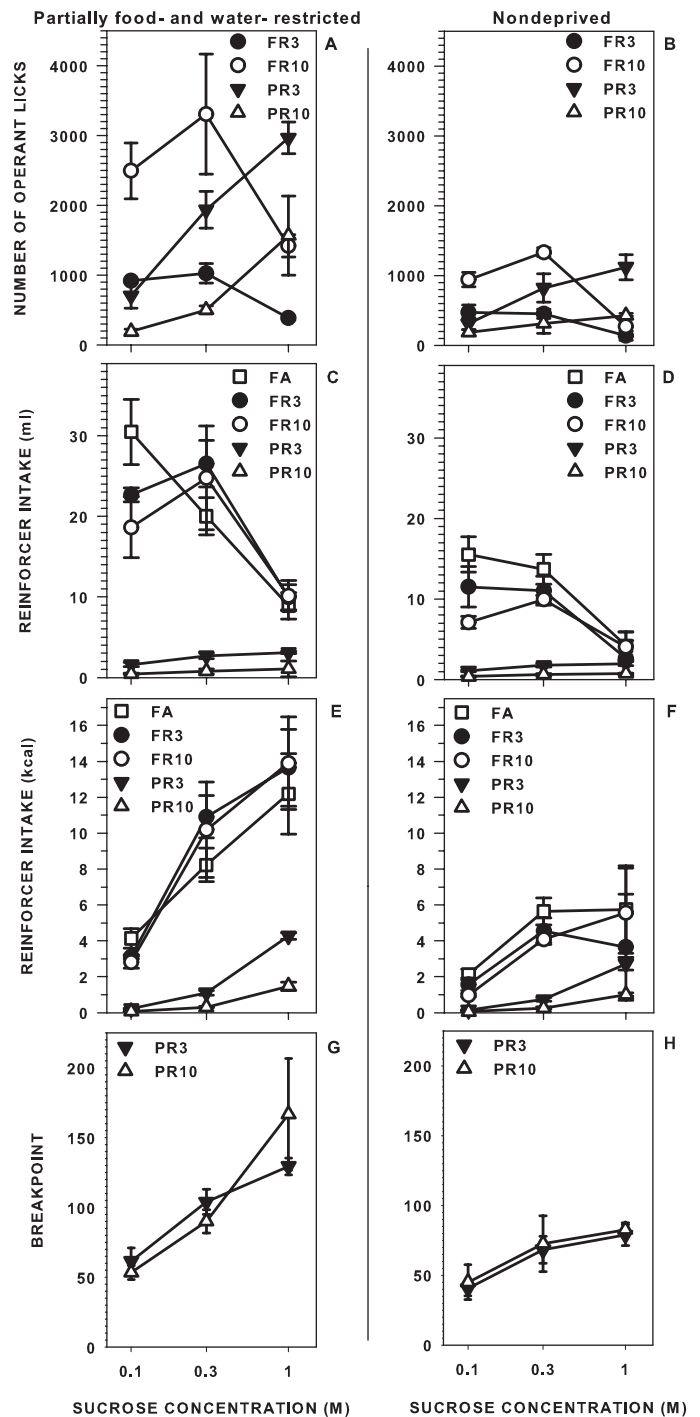 Partially food- and water- restricted
Nondeprived
A
FR3
FR10
PR3
PR10
4000
3000
2000
1000
0
NUMBER OF OPERANT LICKS
B
FR3
FR10
PR3
PR10
4000
3000
2000
1000
0
C
FA
FR3
FR10
PR3
PR10
30
20
10
0
REINFORCER INTAKE (ml)
D
FA
FR3
FR10
PR3
PR10
30
20
10
0
E
FA
FR3
FR10
PR3
PR10
16
14
12
10
8
6
4
2
0
REINFORCER INTAKE (kcal)
F
FA
FR3
FR10
PR3
PR10
16
14
12
10
8
6
4
2
0
G
PR3
PR10
200
150
100
50
0
BREAKPOINT
H
PR3
PR10
200
150
100
50
0
0.1 0.3 1
SUCROSE CONCENTRATION (M)
0.1 0.3 1
SUCROSE CONCENTRATION (M)